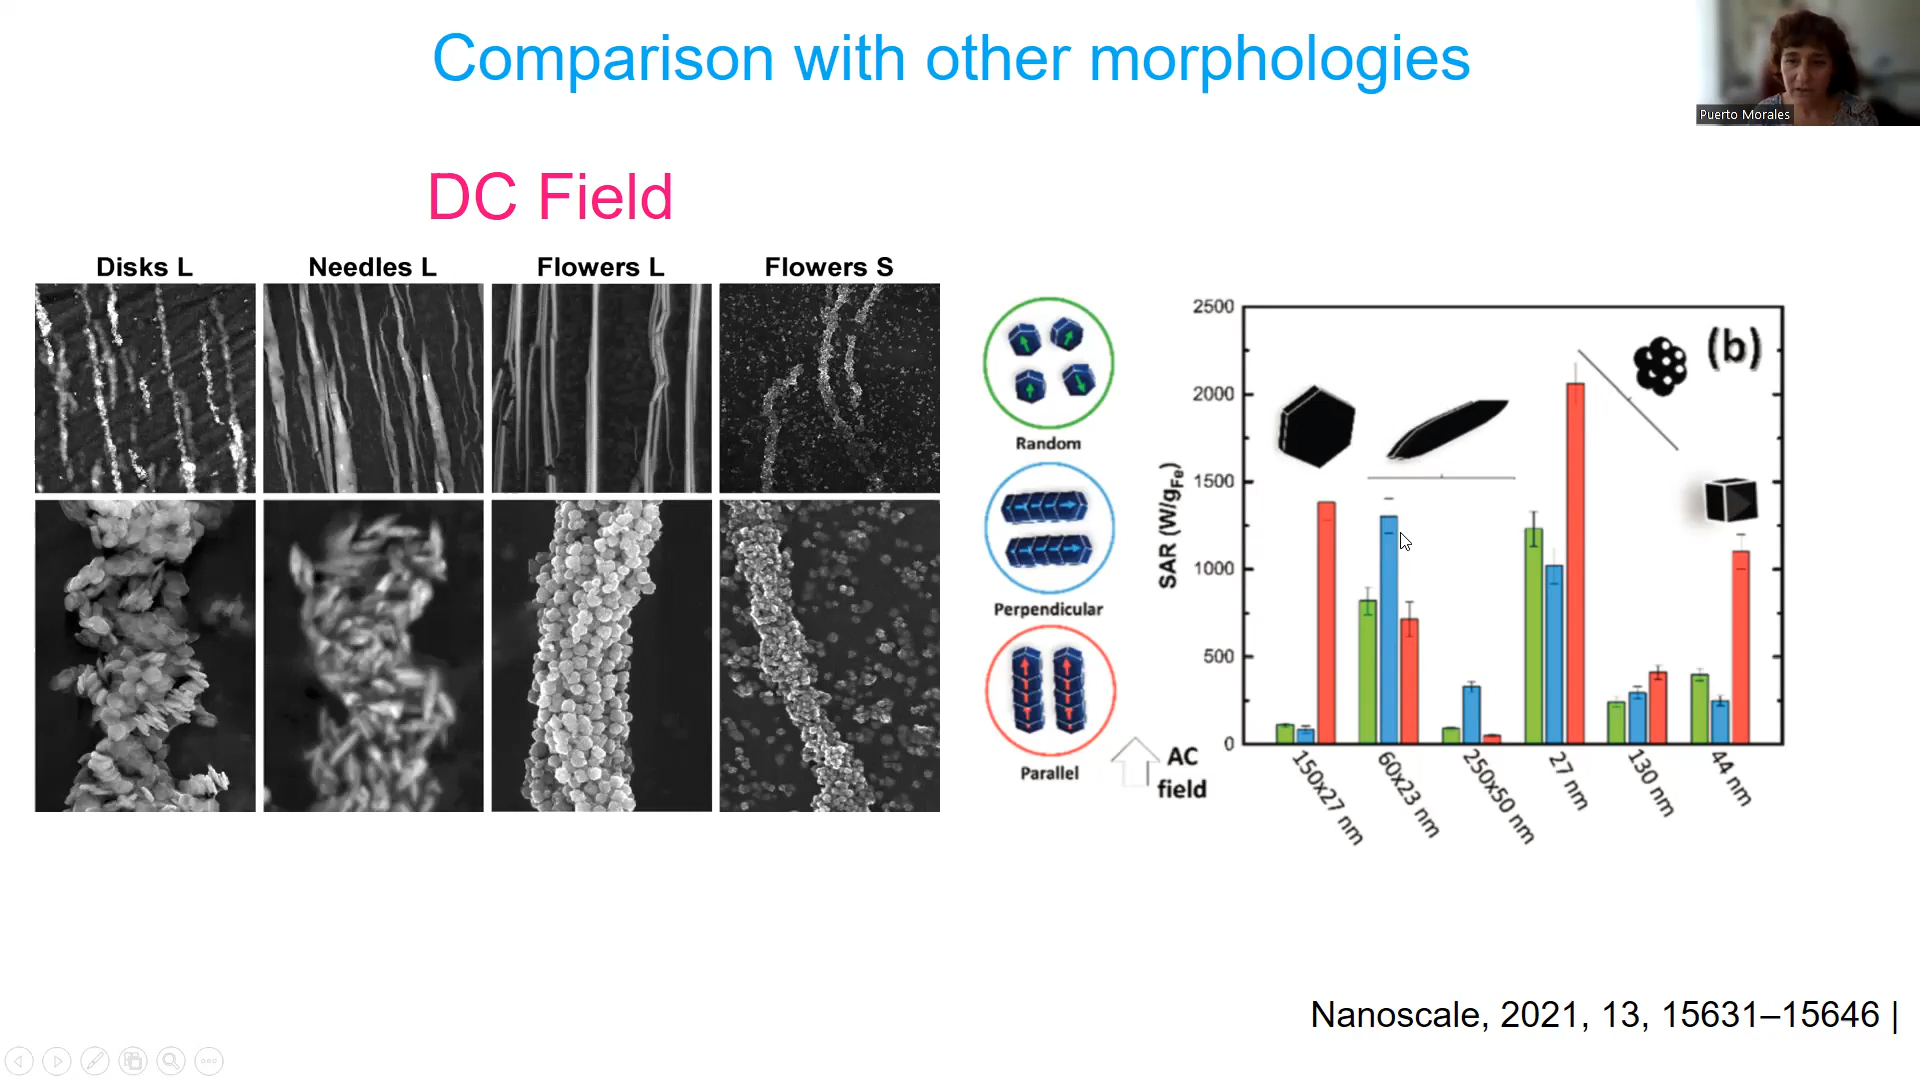 Comparison with other morphologies
Puerto Morales
DC Field
Disks L
Needles L
Flowers L
Flowers S
Random
Perpendicular
Parallel
AC
field
SAR (W/gFe)
2500
2000
1500
1000
500
0
(b)
150x27 nm
60x23 nm
250x50 nm
27 nm
130 nm
44 nm
Nanoscale, 2021, 13, 15631–15646 |